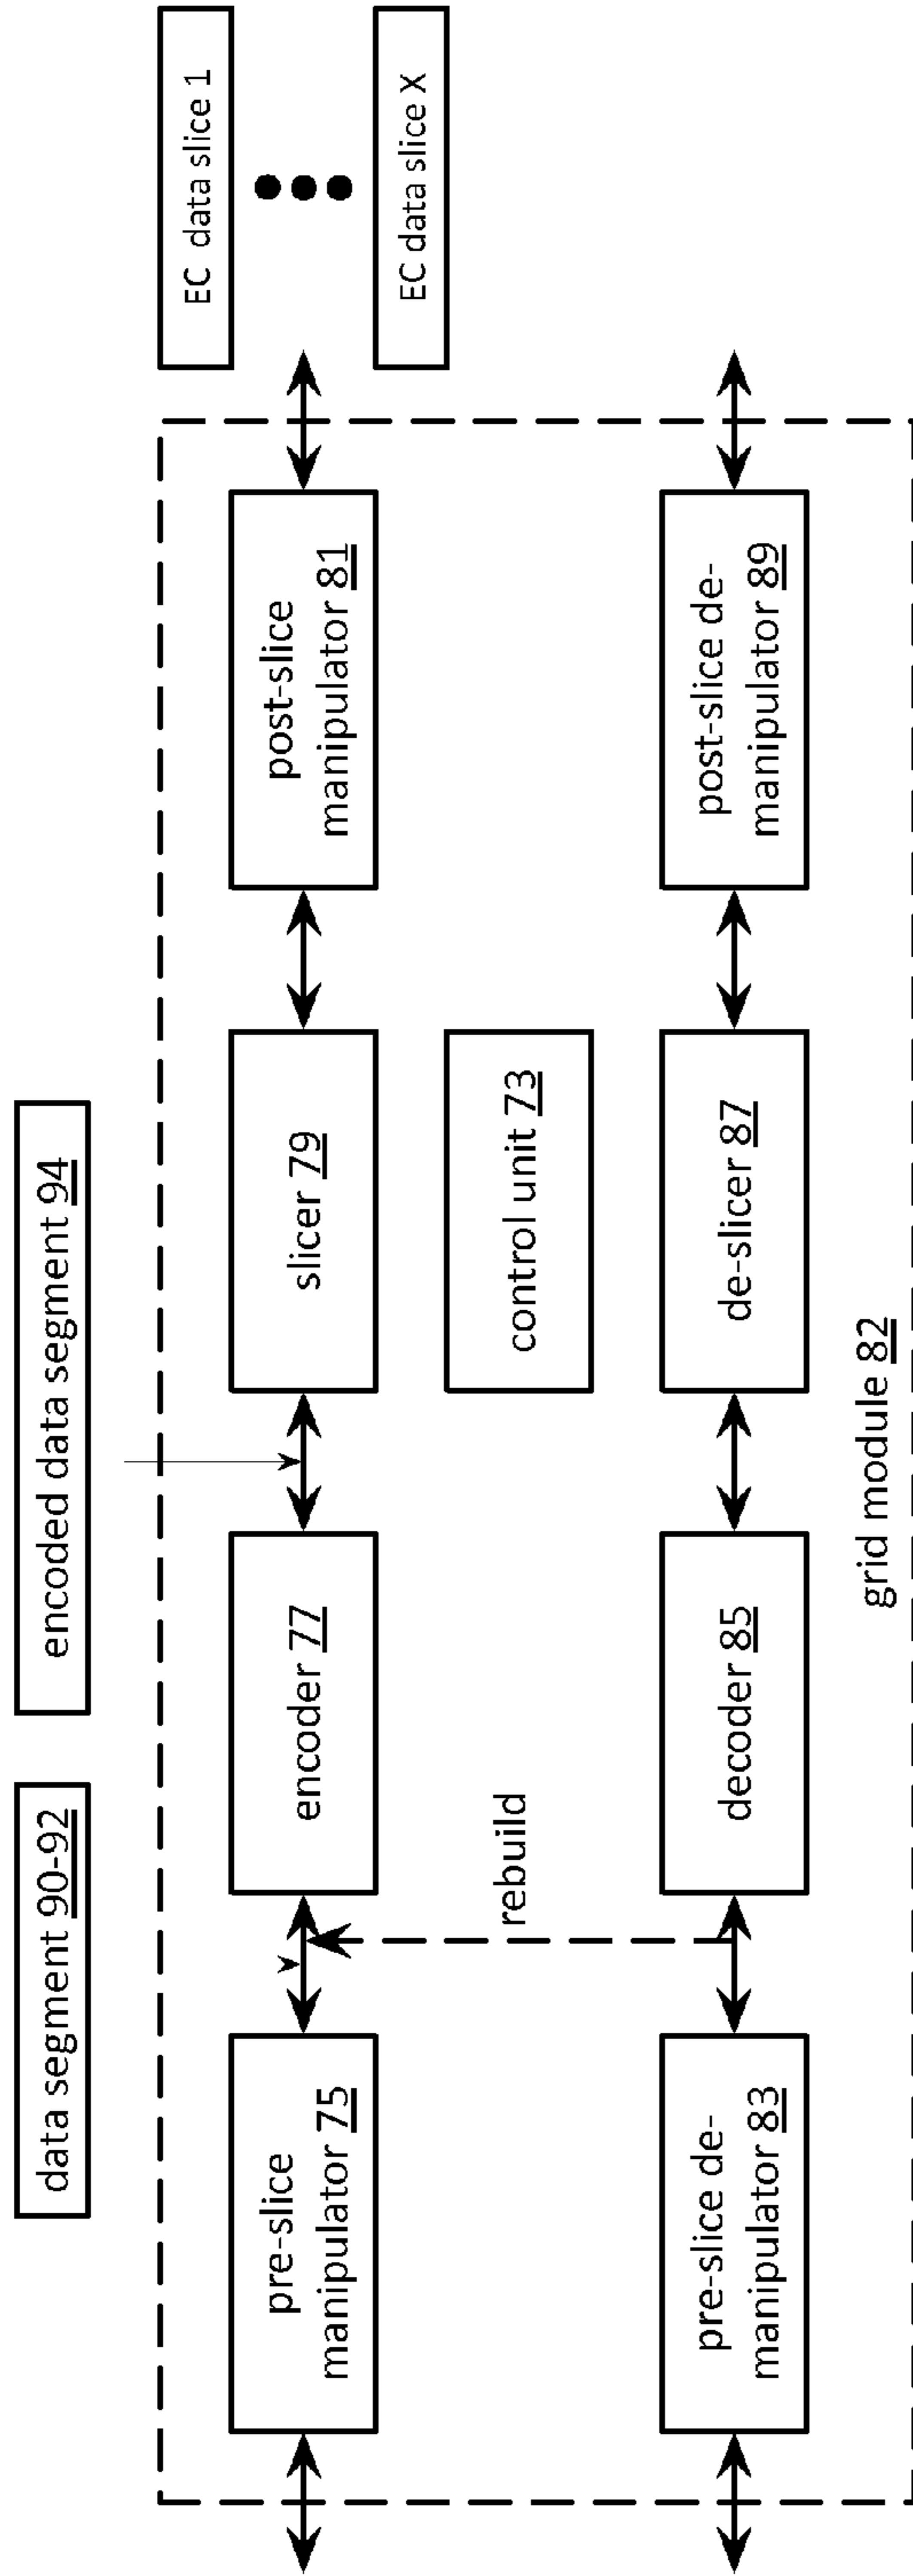 data segment 90-92
encoded data segment 94
EC data slice 1
EC data slice X
pre-slice
manipulator 75
encoder 77
slicer 79
post-slice
manipulator 81
rebuild
control unit 73
pre-slice de-
manipulator 83
decoder 85
de-slicer 87
post-slice de-
manipulator 89
grid module 82